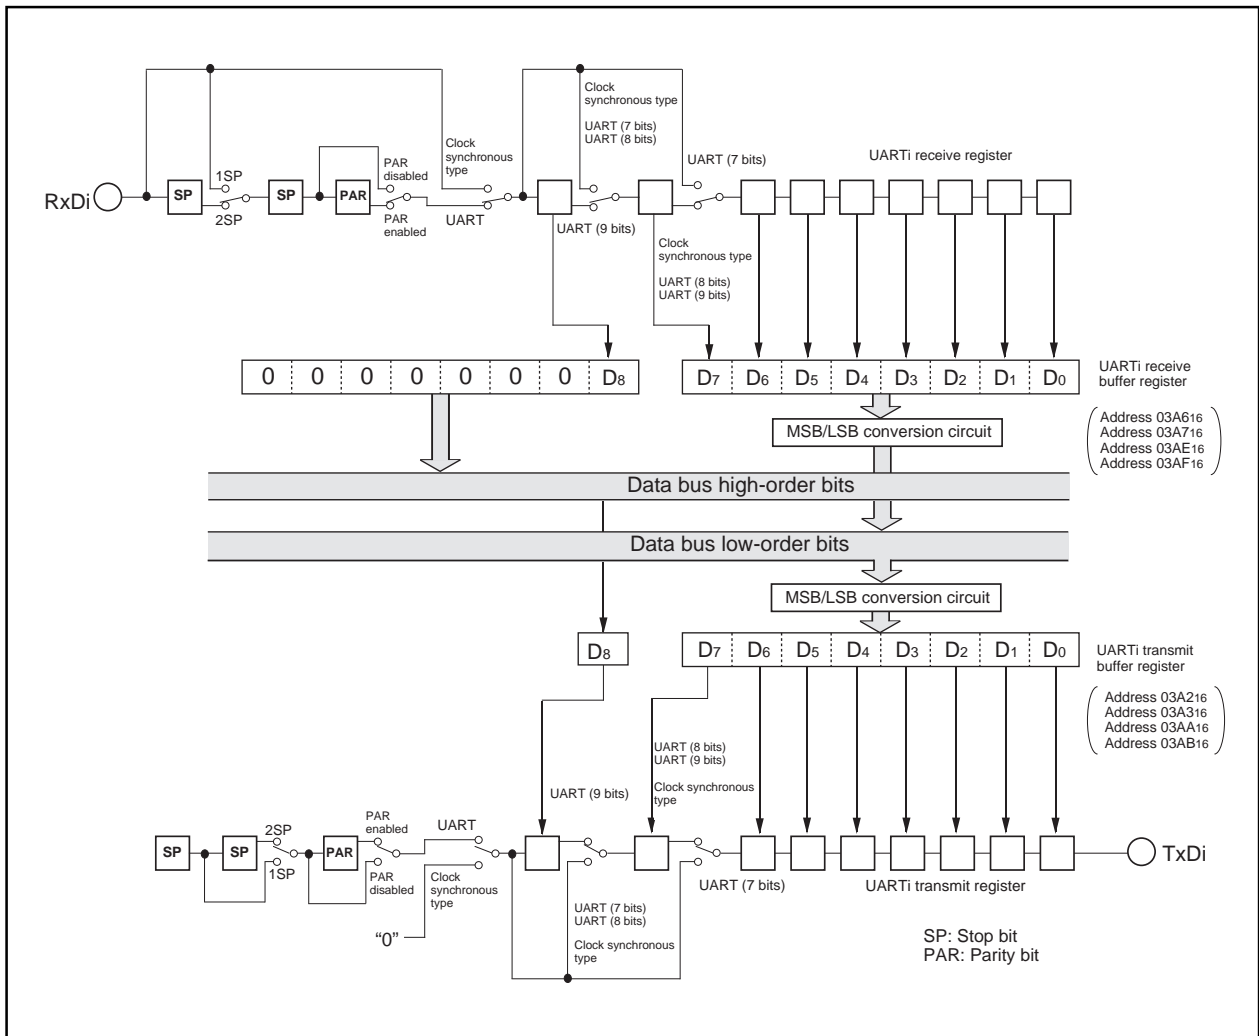 Clock
synchronous type
UART (7 bits)
UART (8 bits)
Clock
synchronous
type
UART (7 bits)
UARTi receive register
PAR
disabled
1SP
RxDi
SP
SP
PAR
2SP
PAR
enabled
UART
UART (9 bits)
Clock
synchronous type
UART (8 bits)
UART (9 bits)
0 0 0 0 0 0 0 D8
D7 D6 D5 D4 D3 D2 D1 D0
UARTi receive
buffer register
MSB/LSB conversion circuit
Address 03A616
Address 03A716
Address 03AE16
Address 03AF16
Data bus high-order bits
Data bus low-order bits
MSB/LSB conversion circuit
D8
D7 D6 D5 D4 D3 D2 D1 D0
UARTi transmit
buffer register
Address 03A216
Address 03A316
Address 03AA16
Address 03AB16
UART (8 bits)
UART (9 bits)
Clock synchronous
type
UART (9 bits)
PAR
enabled
UART
2SP
SP
SP
PAR
TxDi
1SP
PAR
disabled
Clock
synchronous
type
UART (7 bits)
UARTi transmit register
UART (7 bits)
UART (8 bits)
Clock synchronous
type
“0”
SP: Stop bit
PAR: Parity bit